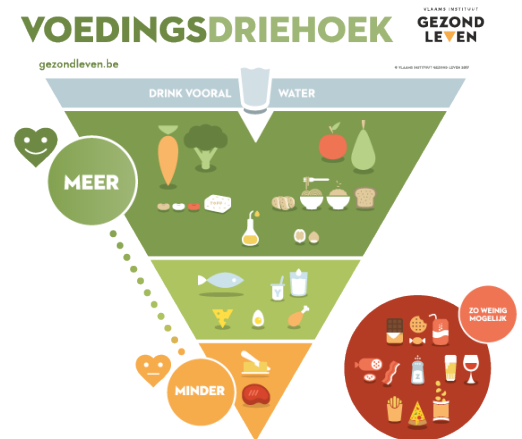 VLAAMS INSTITUUT
GEZOND
LEVEN
VOEDINGSDRIEHOEK
gezondleven.be
© VLAAMS INSTITUUT GEZOND LEVEN 2017
DRINK VOORAL WATER
MEER
ZO WEINIG
MOGELIJK
MINDER